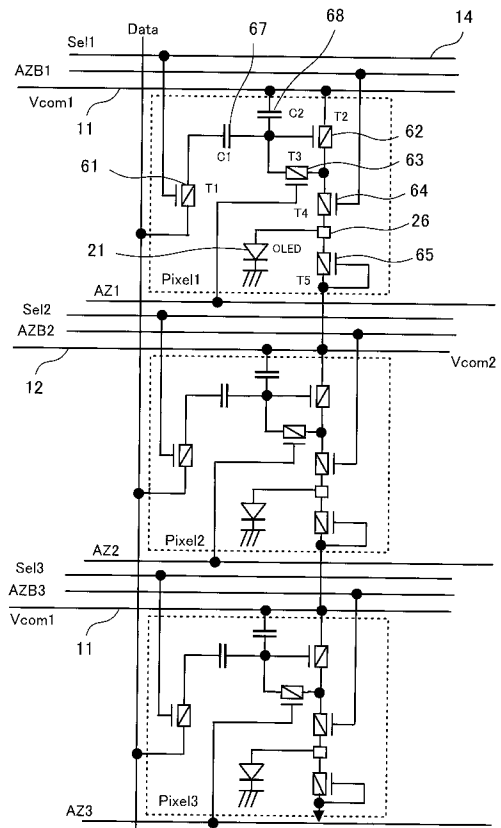 Data
67
68
Sel1
14
AZB1
Vcom1
11
C2
T2
62
C1
T3
63
61
T1
64
T4
26
21
OLED
65
Pixel1
T5
AZ1
Sel2
AZB2
12
Vcom2
Pixel2
AZ2
Sel3
AZB3
Vcom1
11
Pixel3
AZ3